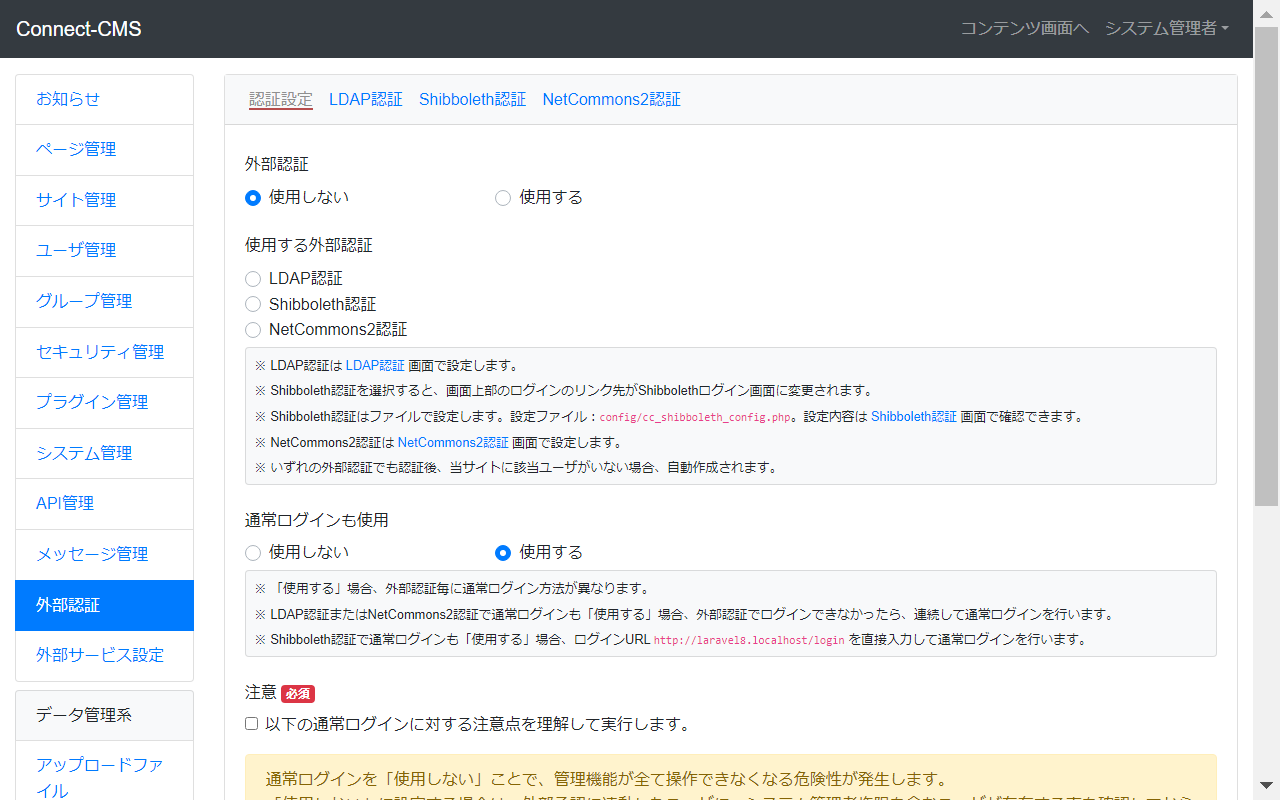 Connect-CMS
コンテンツ画面へ システム管理者
お知らせ
ページ管理
サイト管理
ユーザ管理
グループ管理
セキュリティ管理
プラグイン管理
システム管理
API管理
メッセージ管理
外部認証
外部サービス設定
データ管理系
アップロードファ
イル
認証設定 LDAP認証 Shibboleth認証 NetCommons2認証
外部認証
使用しない 使用する
使用する外部認証
LDAP認証
Shibboleth認証
NetCommons2認証
※ LDAP認証は LDAP認証 画面で設定します。
※ Shibboleth認証を選択すると、画面上部のログインのリンク先がShibbolethログイン画面に変更されます。
※ Shibboleth認証はファイルで設定します。設定ファイル：config/cc_shibboleth_config.php。設定内容は Shibboleth認証 画面で確認できます。
※ NetCommons2認証は NetCommons2認証 画面で設定します。
※ いずれの外部認証でも認証後、当サイトに該当ユーザがいない場合、自動作成されます。
通常ログインも使用
使用しない 使用する
※ 「使用する」場合、外部認証毎に通常ログイン方法が異なります。
※ LDAP認証またはNetCommons2認証で通常ログインも「使用する」場合、外部認証でログインできなかったら、連続して通常ログインを行います。
※ Shibboleth認証で通常ログインも「使用する」場合、ログインURL http://laravel8.localhost/login を直接入力して通常ログインを行います。
注意 必須
以下の通常ログインに対する注意点を理解して実行します。
通常ログインを「使用しない」ことで、管理機能が全て操作できなくなる危険性が発生します。